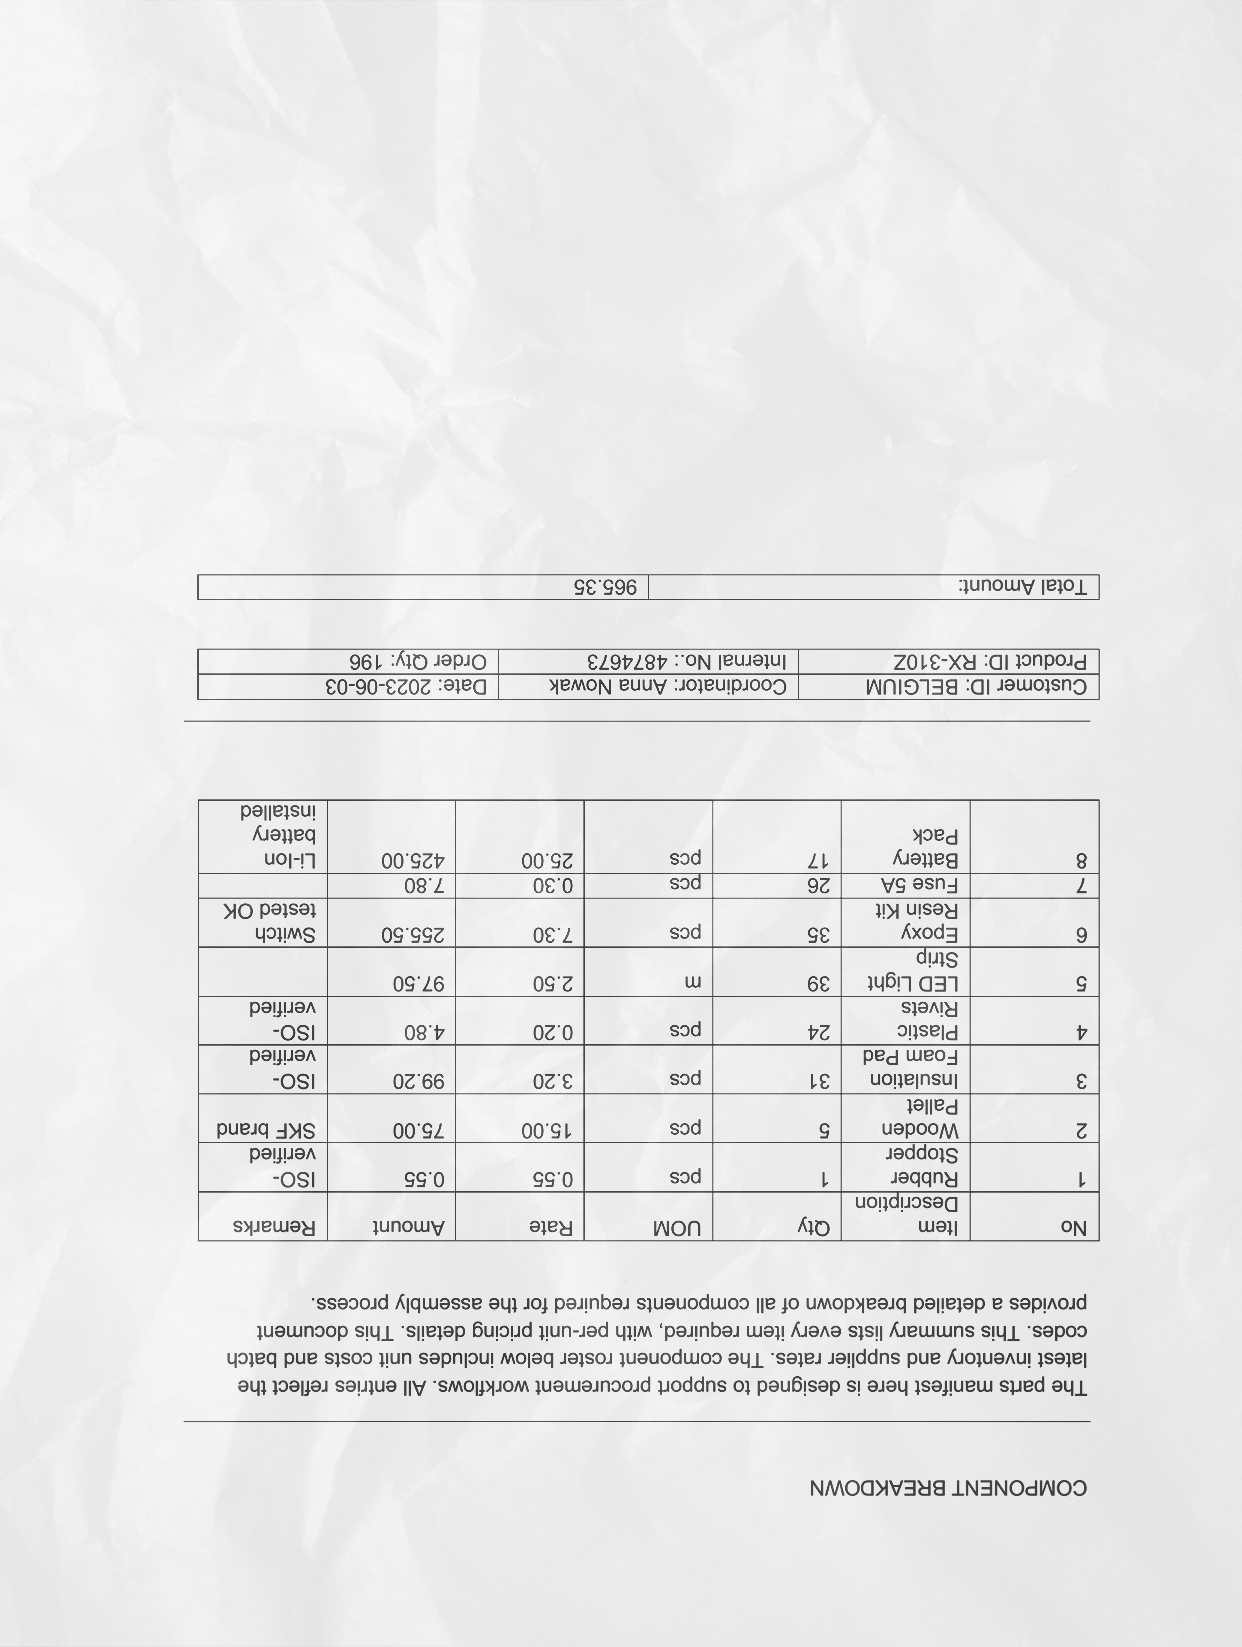 COMPONENT BREAKDOWN
The parts manifest here is designed to support procurement workflows. All entries reflect the
latest inventory and supplier rates. The component roster below includes unit costs and batch
codes. This summary lists every item required, with per-unit pricing details. This document
provides a detailed breakdown of all components required for the assembly process.
No Item Description Qty UOM Rate Amount Remarks
1 Rubber Stopper 1 pcs 0.55 0.55 ISO-verified
2 Wooden Pallet 5 pcs 15.00 75.00 SKF brand
3 Insulation Foam Pad 31 pcs 3.20 99.20 ISO-verified
4 Plastic Rivets 24 pcs 0.20 4.80 ISO-verified
5 LED Light Strip 39 m 2.50 97.50
6 Epoxy Resin Kit 35 pcs 7.30 255.50 Switch tested OK
7 Fuse 5A 26 pcs 0.30 7.80
8 Battery Pack 17 pcs 25.00 425.00 Li-Ion battery installed
Customer ID: BELGIUM Coordinator: Anna Nowak Date: 2023-06-03
Product ID: RX-310Z Internal No.: 4874673 Order Qty: 196
Total Amount: 965.35